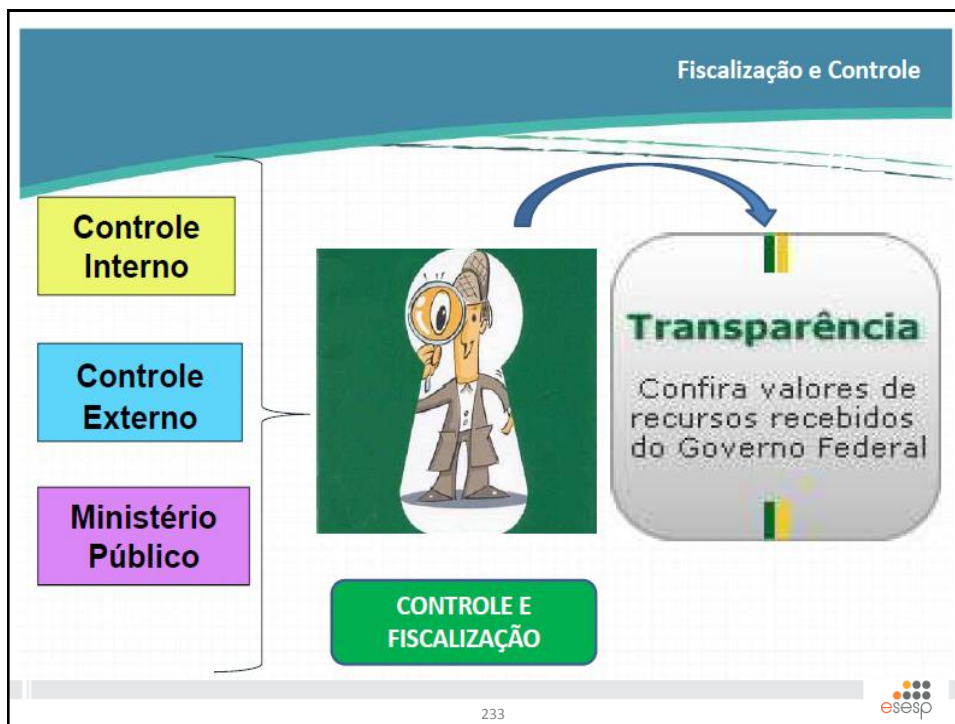 Fiscalização e Controle
Controle
Interno
Controle
Externo
Ministério
Público
CONTROLE E
FISCALIZAÇÃO
Transparência
Confira valores de
recursos recebidos
do Governo Federal
233
esesp